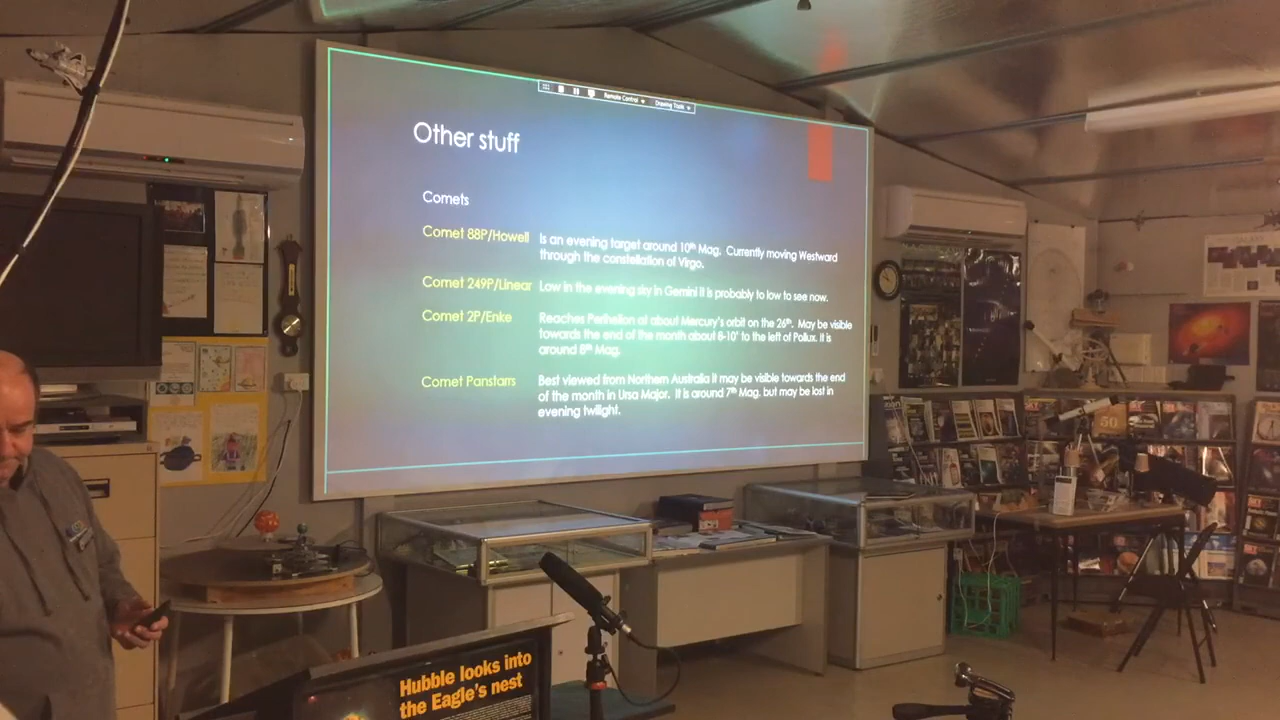 Remote Control
Drawing Tools
Other stuff
Comets
Comet 88P/Howell
Is an evening target around 10th Mag. Currently moving Westward
through the constellation of Virgo.
Comet 249P/Linear
Low in the evening sky in Gemini it is probably to low to see now.
Comet 2P/Enke
Reaches Perihelion at about Mercury's orbit on the 26th. May be visible
towards the end of the month about 8-10° to the left of Pollux. It is
around 8th Mag.
Comet Panstarrs
Best viewed from Northern Australia it may be visible towards the end
of the month in Ursa Major. It is around 7th Mag. but may be lost in
evening twilight.
50
Hubble looks into
the Eagle's nest